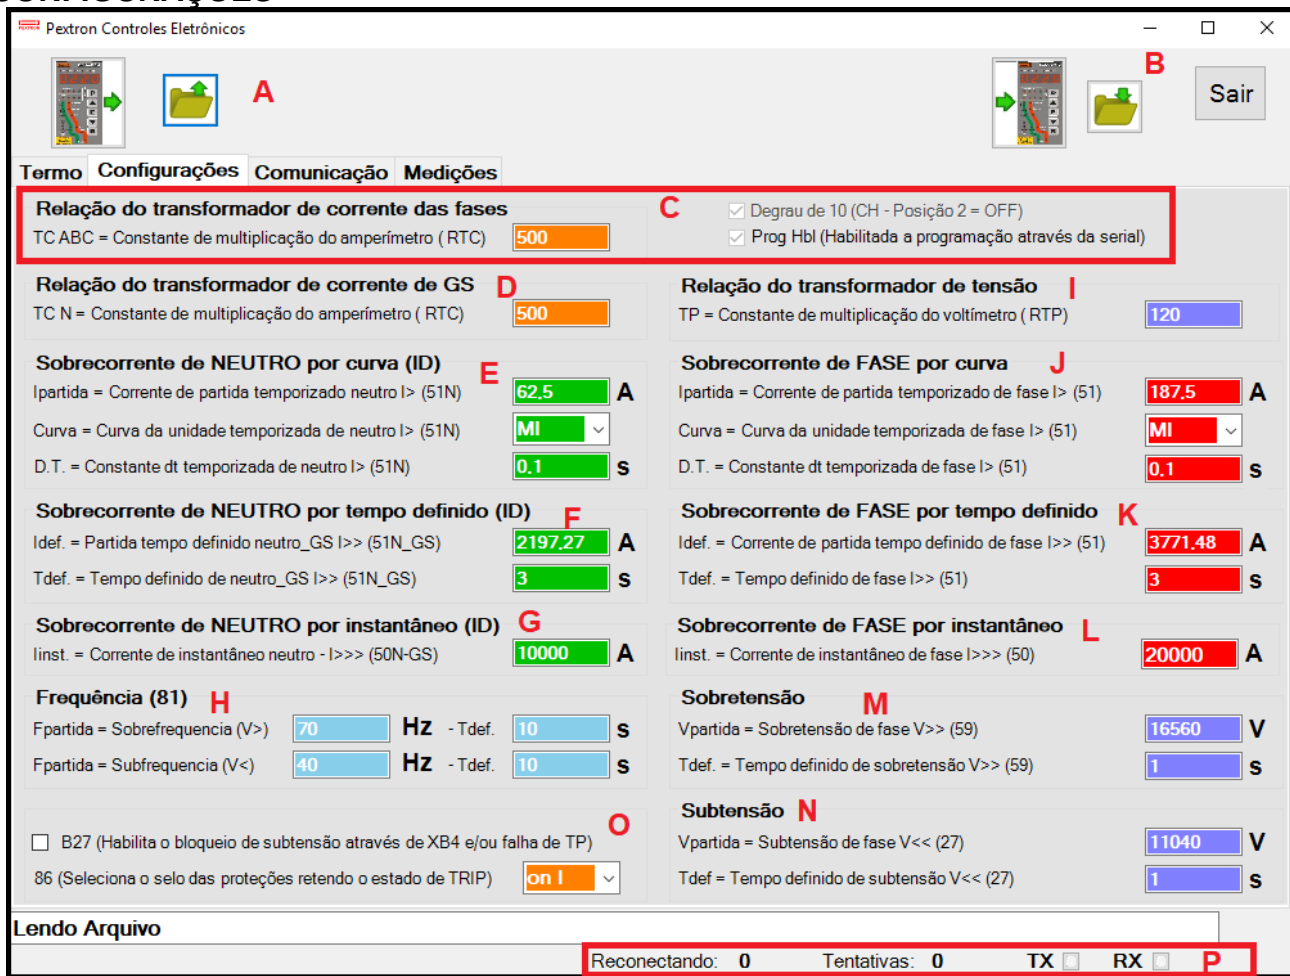 CONFIGURAÇÕES
PEXTRON Pextron Controles Eletrônicos
A
B
Sair
Termo Configurações Comunicação Medições
Relação do transformador de corrente das fases
C
Degrau de 10 (CH - Posição 2 = OFF)
TC ABC = Constante de multiplicação do amperímetro ( RTC) 500
Prog Hbl (Habilitada a programação através da serial)
Relação do transformador de corrente de GS D
TC N = Constante de multiplicação do amperímetro ( RTC) 500
Relação do transformador de tensão I
TP = Constante de multiplicação do voltímetro ( RTP) 120
Sobrecorrente de NEUTRO por curva (ID) E
Ipartida = Corrente de partida temporizado neutro I> (51N) 62,5 A
Curva = Curva da unidade temporizada de neutro I> (51N) MI
D.T. = Constante dt temporizada de neutro I> (51N) 0,1 s
Sobrecorrente de FASE por curva J
Ipartida = Corrente de partida temporizado de fase I> (51) 187,5 A
Curva = Curva da unidade temporizada de fase I> (51) MI
D.T. = Constante dt temporizada de fase I> (51) 0,1 s
Sobrecorrente de NEUTRO por tempo definido (ID) F
Idef. = Partida tempo definido neutro_GS I>> (51N_GS) 2197,27 A
Tdef. = Tempo definido de neutro_GS I>> (51N_GS) 3 s
Sobrecorrente de FASE por tempo definido K
Idef. = Corrente de partida tempo definido de fase I>> (51) 3771,48 A
Tdef. = Tempo definido de fase I>> (51) 3 s
Sobrecorrente de NEUTRO por instantâneo (ID) G
Iinst. = Corrente de instantâneo neutro - I>>> (50N-GS) 10000 A
Sobrecorrente de FASE por instantâneo L
Iinst. = Corrente de instantâneo de fase I>>> (50) 20000 A
Frequência (81) H
Fpartida = Sobrefrequencia (V>) 70 Hz - Tdef. 10 s
Fpartida = Subfrequencia (V<) 40 Hz - Tdef. 10 s
Sobretensão M
Vpartida = Sobretensão de fase V>> (59) 16560 V
Tdef. = Tempo definido de sobretensão V>> (59) 1 s
O
B27 (Habilita o bloqueio de subtensão através de XB4 e/ou falha de TP)
86 (Seleciona o selo das proteções retendo o estado de TRIP) on I
Subtensão N
Vpartida = Subtensão de fase V<< (27) 11040 V
Tdef = Tempo definido de subtensão V<< (27) 1 s
Lendo Arquivo
Reconectando: 0 Tentativas: 0 TX RX P